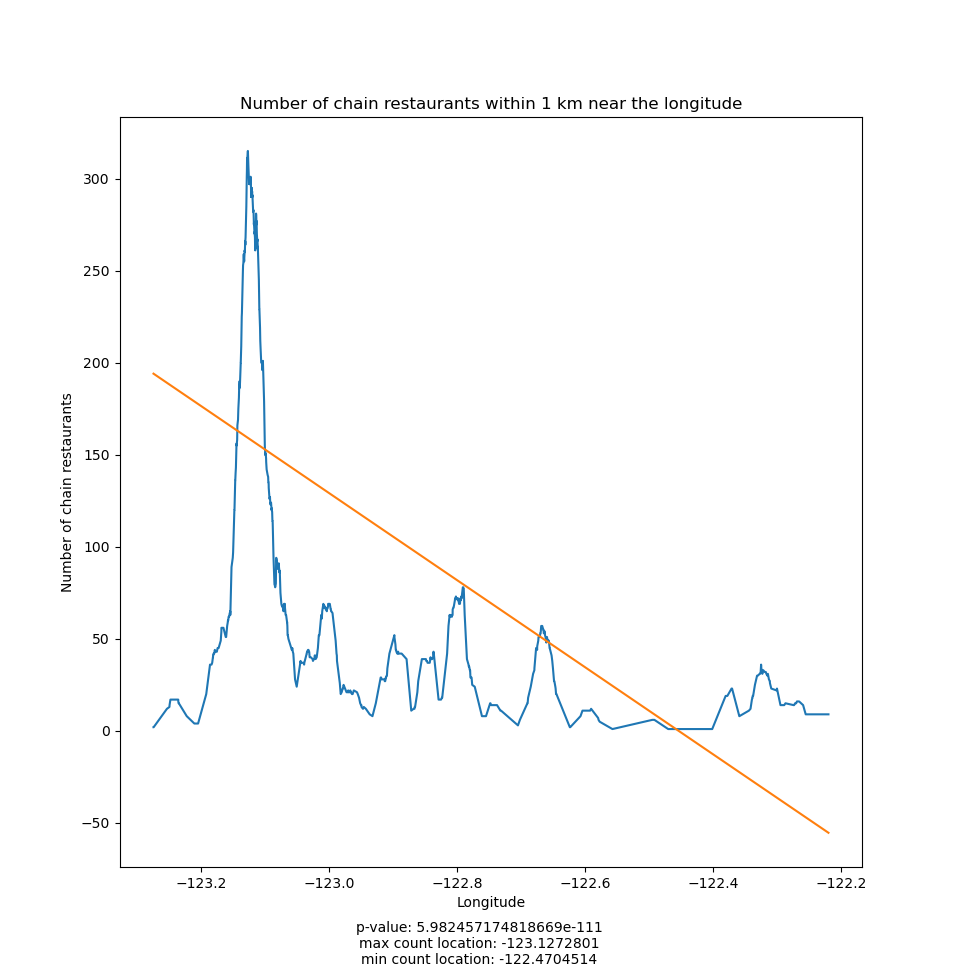 Number of chain restaurants within 1 km near the longitude
Number of chain restaurants
300
250
200
150
100
50
0
−50
−123.2 −123.0 −122.8 −122.6 −122.4 −122.2
Longitude
p-value: 5.982457174818669e-111
max count location: -123.1272801
min count location: -122.4704514